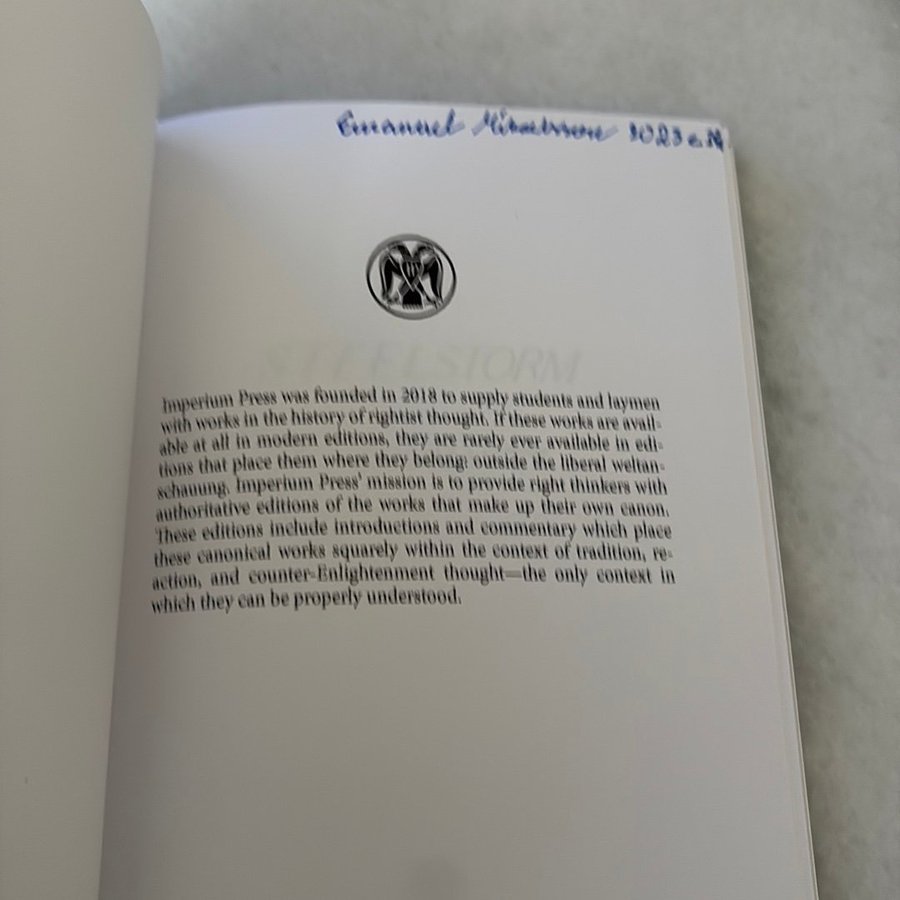 Emanuel
STEELSTORM
Imperium Press was founded in 2018 to supply students and laymen
with works in the history of rightist thought. If these works are avail-
able at all in modern editions, they are rarely ever available in edi-
tions that place them where they belong: outside the liberal weltan-
schauung. Imperium Press' mission is to provide right thinkers with
authoritative editions of the works that make up their own canon.
These editions include introductions and commentary which place
these canonical works squarely within the context of tradition, re-
action, and counter-Enlightenment thought—the only context in
which they can be properly understood.